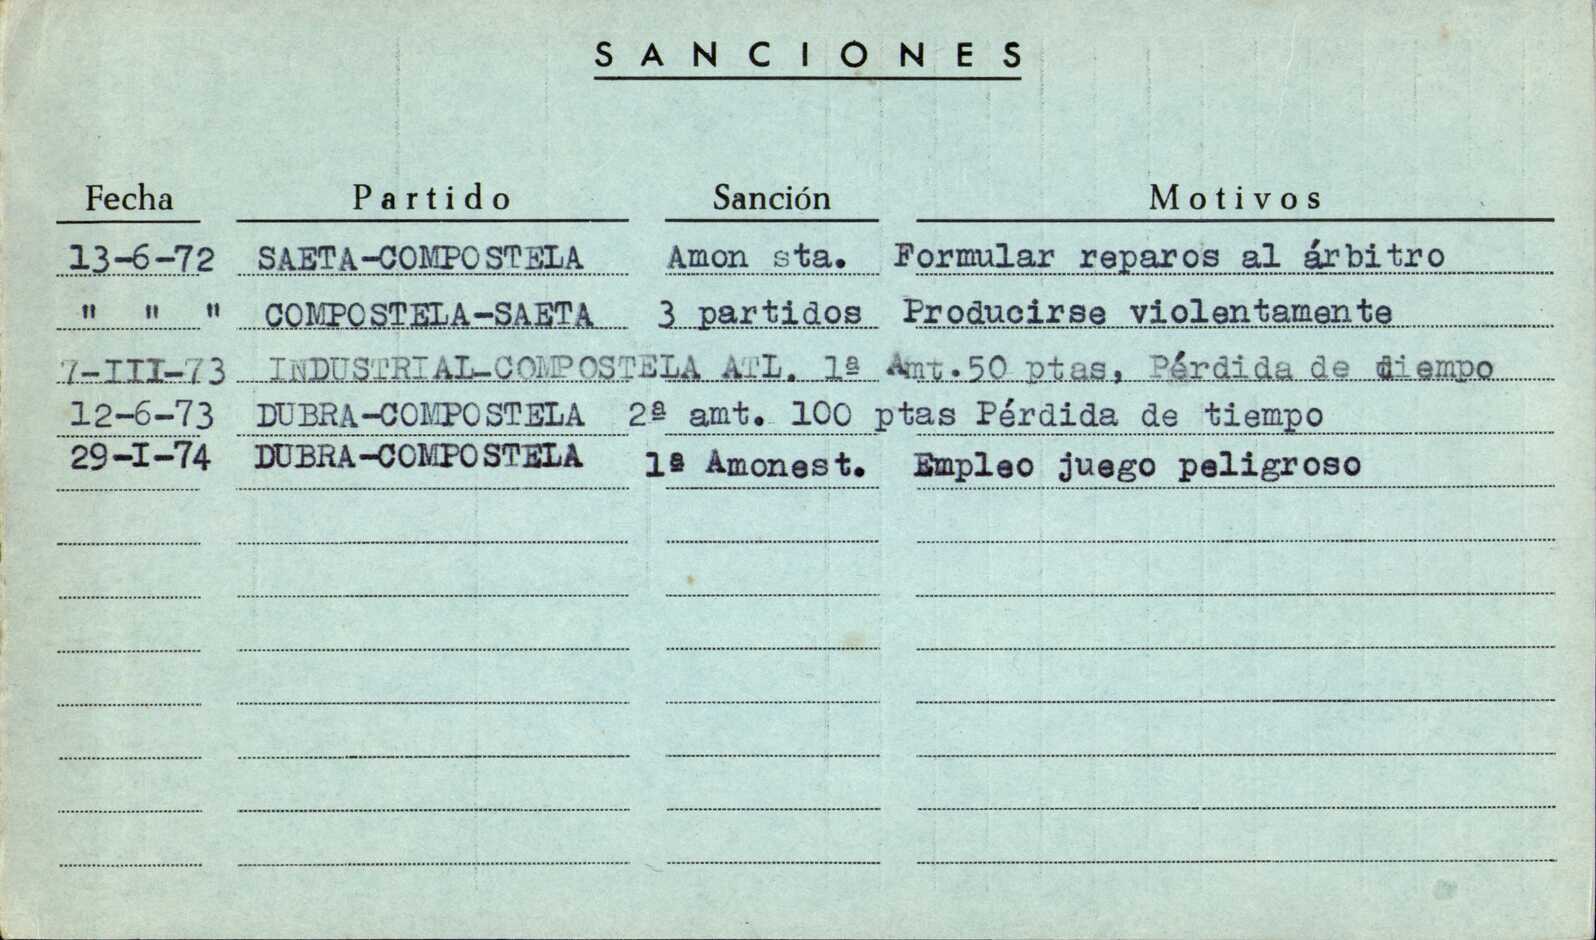 SANCIONES
Fecha Partido Sanción Motivos
13-6-72 SAETA-COMPOSTELA Amon sta. Formular reparos al árbitro
" " " COMPOSTELA-SAETA 3 partidos Producirse violentamente
7-III-73 INDUSTRIAL-COMPOSTELA ATL. 1ª Amt.50 ptas, Pérdida de tiempo
12-6-73 DUBRA-COMPOSTELA 2ª amt. 100 ptas Pérdida de tiempo
29-I-74 DUBRA-COMPOSTELA 1ª Amonest. Empleo juego peligroso